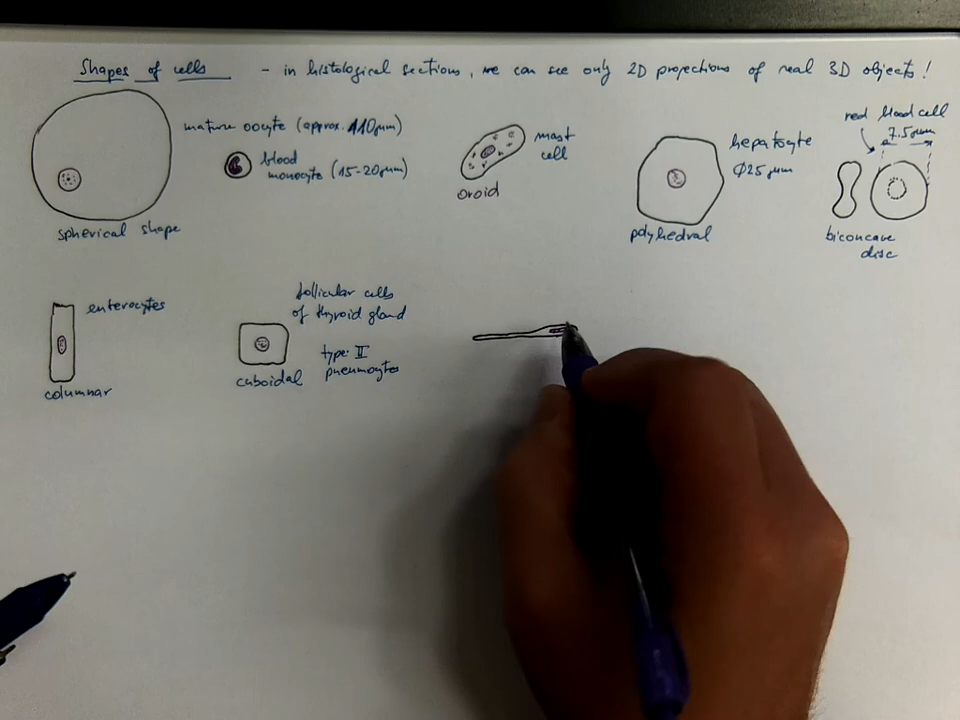 Shapes of cells - in histological sections, we can see only 2D projections of real 3D objects!
mature oocyte (approx. 110µm)
blood
monocyte (15-20µm)
spherical shape
mast
cell
ovoid
hepatocyte
Φ25µm
polyhedral
red blood cell
7.5µm
biconcave
disc
enterocytes
columnar
follicular cells
of thyroid gland
type II
pneumocytes
cuboidal